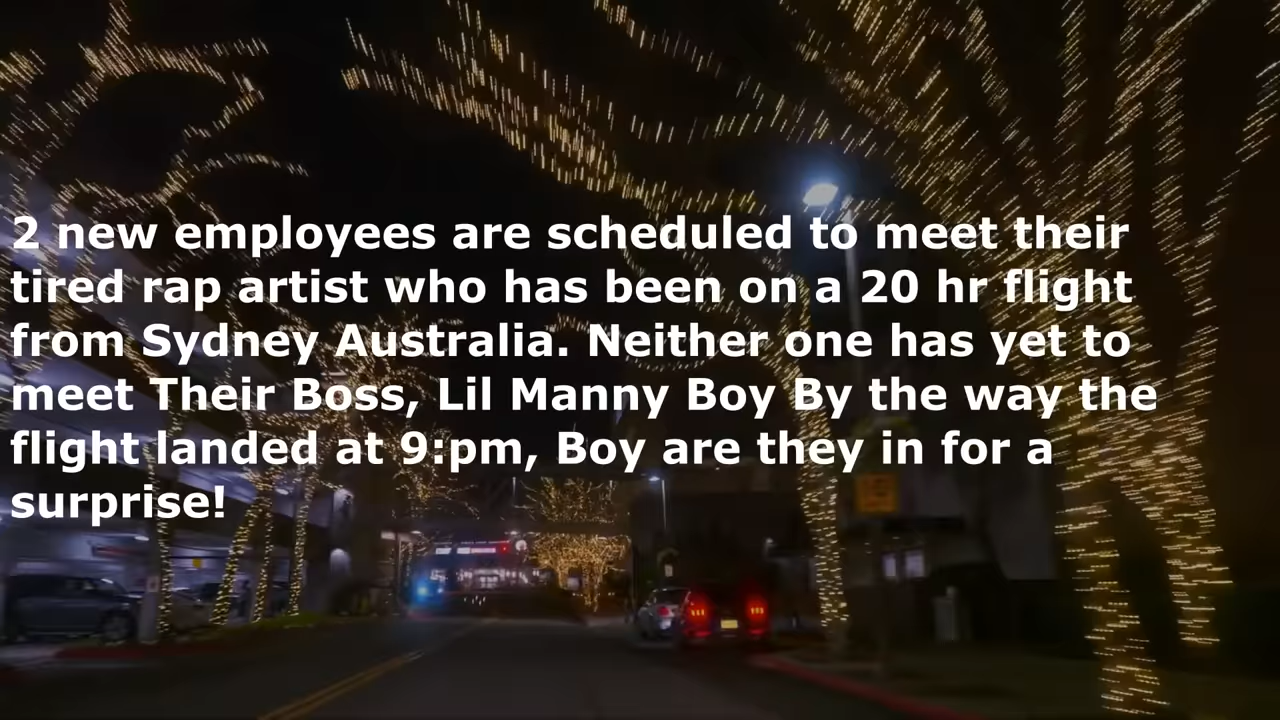 2 new employees are scheduled to meet their
tired rap artist who has been on a 20 hr flight
from Sydney Australia. Neither one has yet to
meet Their Boss, Lil Manny Boy By the way the
flight landed at 9:pm, Boy are they in for a
surprise!